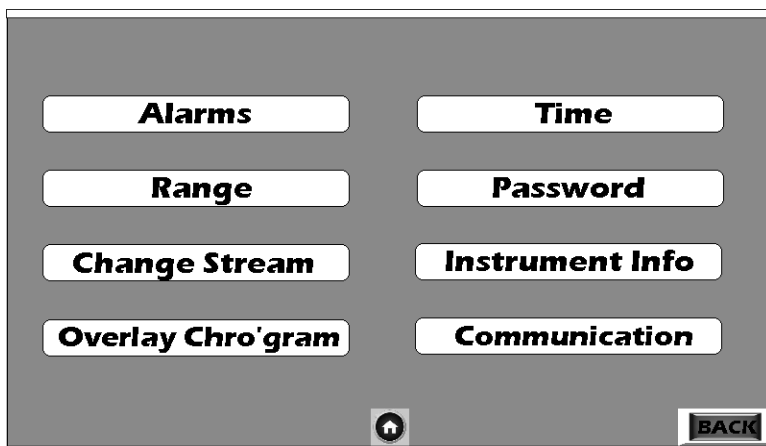 Alarms
Time
Range
Password
Change Stream
Instrument Info
Overlay Chro'gram
Communication
BACK